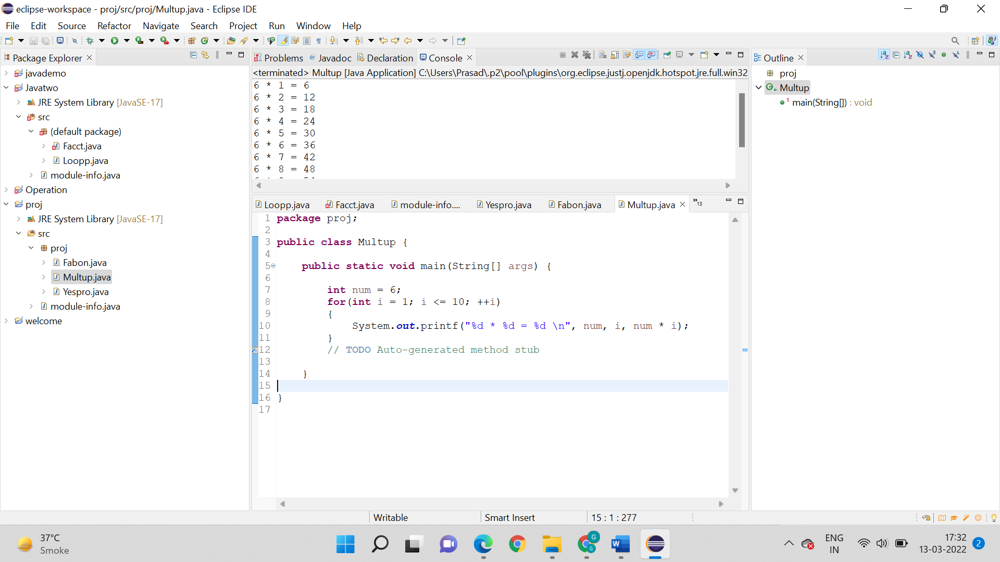 eclipse-workspace - proj/src/proj/Multup.java - Eclipse IDE
File Edit Source Refactor Navigate Search Project Run Window Help
Package Explorer
javademo
Javatwo
JRE System Library [JavaSE-17]
src
(default package)
Facct.java
Loopp.java
module-info.java
Operation
proj
JRE System Library [JavaSE-17]
src
proj
Fabon.java
Multup.java
Yespro.java
module-info.java
welcome
Problems Javadoc Declaration Console
<terminated> Multup [Java Application] C:\Users\Prasad\.p2\pool\plugins\org.eclipse.justj.openjdk.hotspot.jre.full.win32
6 * 1 = 6
6 * 2 = 12
6 * 3 = 18
6 * 4 = 24
6 * 5 = 30
6 * 6 = 36
6 * 7 = 42
6 * 8 = 48
Loopp.java Facct.java module-info.... Yespro.java Fabon.java Multup.java »13
1 package proj;
2
3 public class Multup {
4
5 public static void main(String[] args) {
6
7 int num = 6;
8 for(int i = 1; i <= 10; ++i)
9 {
10 System.out.printf("%d * %d = %d \n", num, i, num * i);
11 }
12 // TODO Auto-generated method stub
13
14 }
15
16 }
17
Outline
proj
Multup
main(String[]) : void
Writable Smart Insert 15 : 1 : 277
37°C
Smoke
ENG
IN
17:32
13-03-2022
2